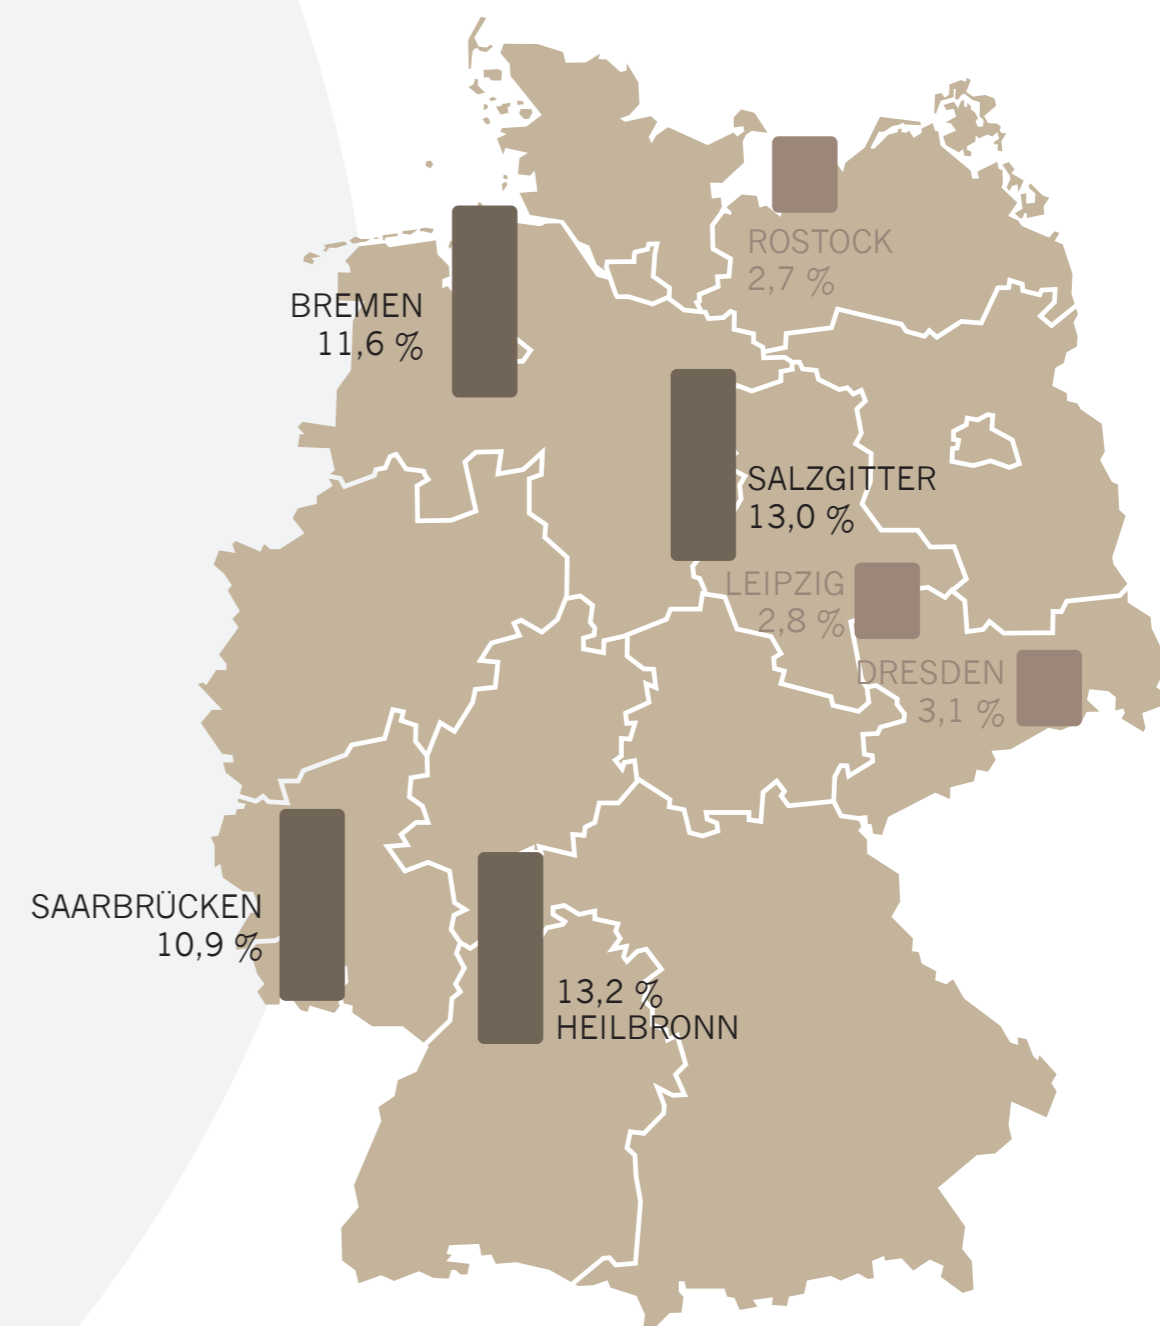 ROSTOCK
2,7 %
BREMEN
11,6 %
SALZGITTER
13,0 %
LEIPZIG
2,8 %
DRESDEN
3,1 %
SAARBRÜCKEN
10,9 %
13,2 %
HEILBRONN